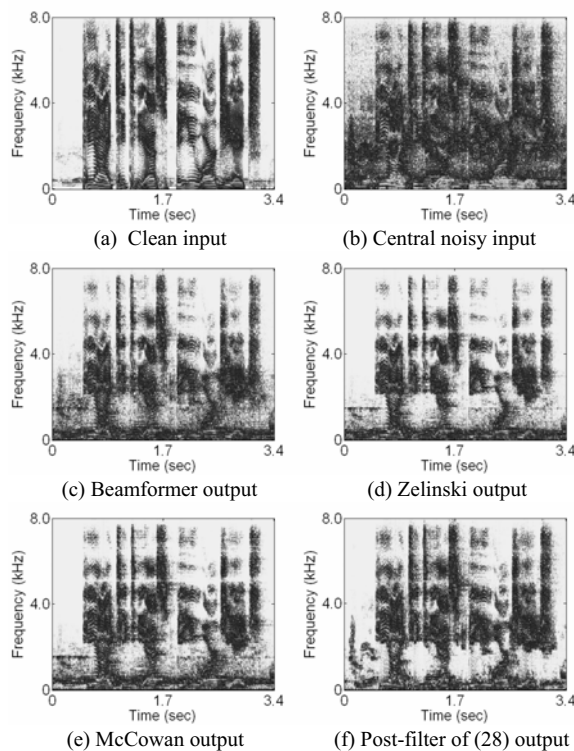 8.0
8.0
Frequency (kHz)
Frequency (kHz)
4.0
4.0
0
0
0
1.7
3.4
0
1.7
3.4
Time (sec)
Time (sec)
(a) Clean input
(b) Central noisy input
8.0
8.0
Frequency (kHz)
Frequency (kHz)
4.0
4.0
0
0
0
1.7
3.4
0
1.7
3.4
Time (sec)
Time (sec)
(c) Beamformer output
(d) Zelinski output
8.0
8.0
Frequency (kHz)
Frequency (kHz)
4.0
4.0
0
0
0
1.7
3.4
0
1.7
3.4
Time (sec)
Time (sec)
(e) McCowan output
(f) Post-filter of (28) output